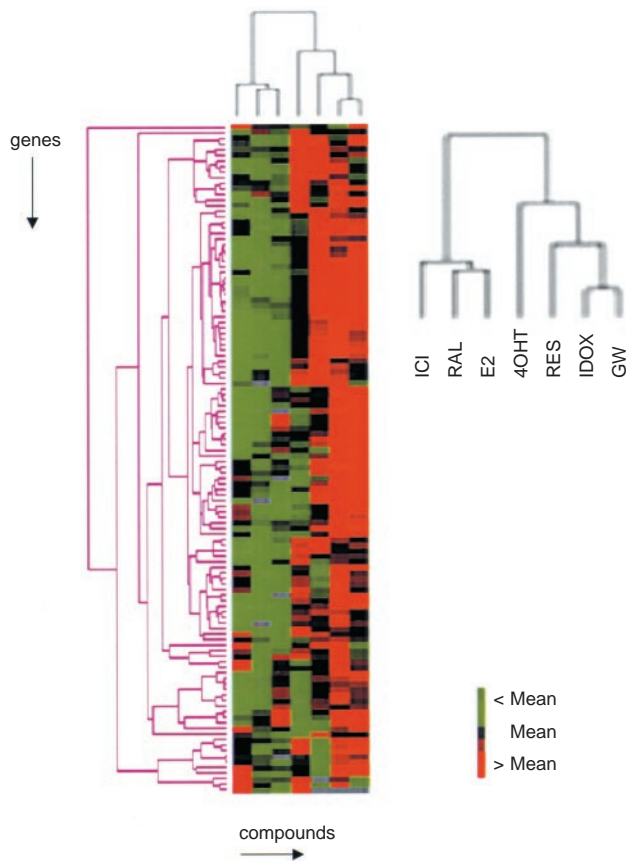 genes
ICI
RAL
E2
4OHT
RES
IDOX
GW
< Mean
Mean
> Mean
compounds